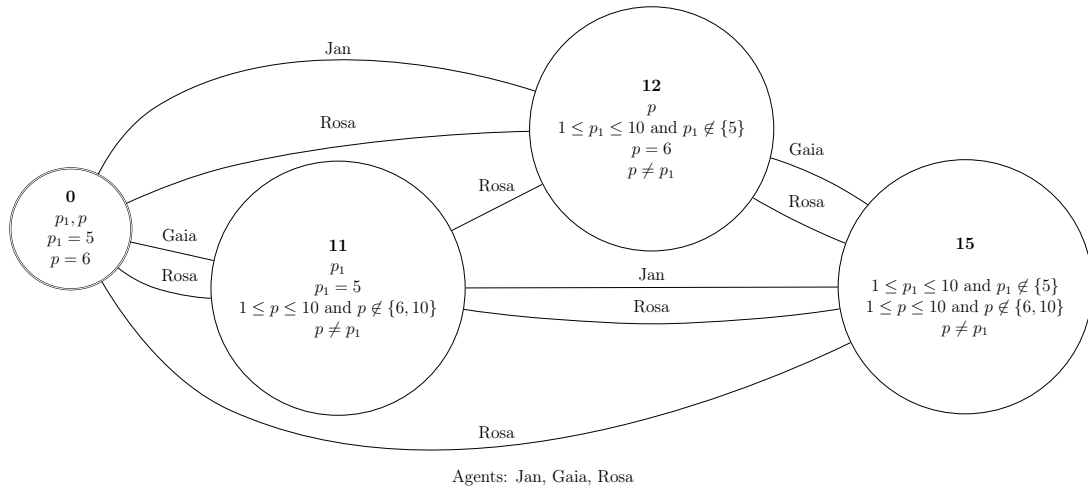 Jan
Rosa
Gaia
Rosa
0
p₁, p
p₁ = 5
p = 6
11
p₁
p₁ = 5
1 ≤ p ≤ 10 and p ∉ {6, 10}
p ≠ p₁
Rosa
12
p
1 ≤ p₁ ≤ 10 and p₁ ∉ {5}
p = 6
p ≠ p₁
Gaia
Rosa
Jan
Rosa
15
1 ≤ p₁ ≤ 10 and p₁ ∉ {5}
1 ≤ p ≤ 10 and p ∉ {6, 10}
p ≠ p₁
Rosa
Agents: Jan, Gaia, Rosa